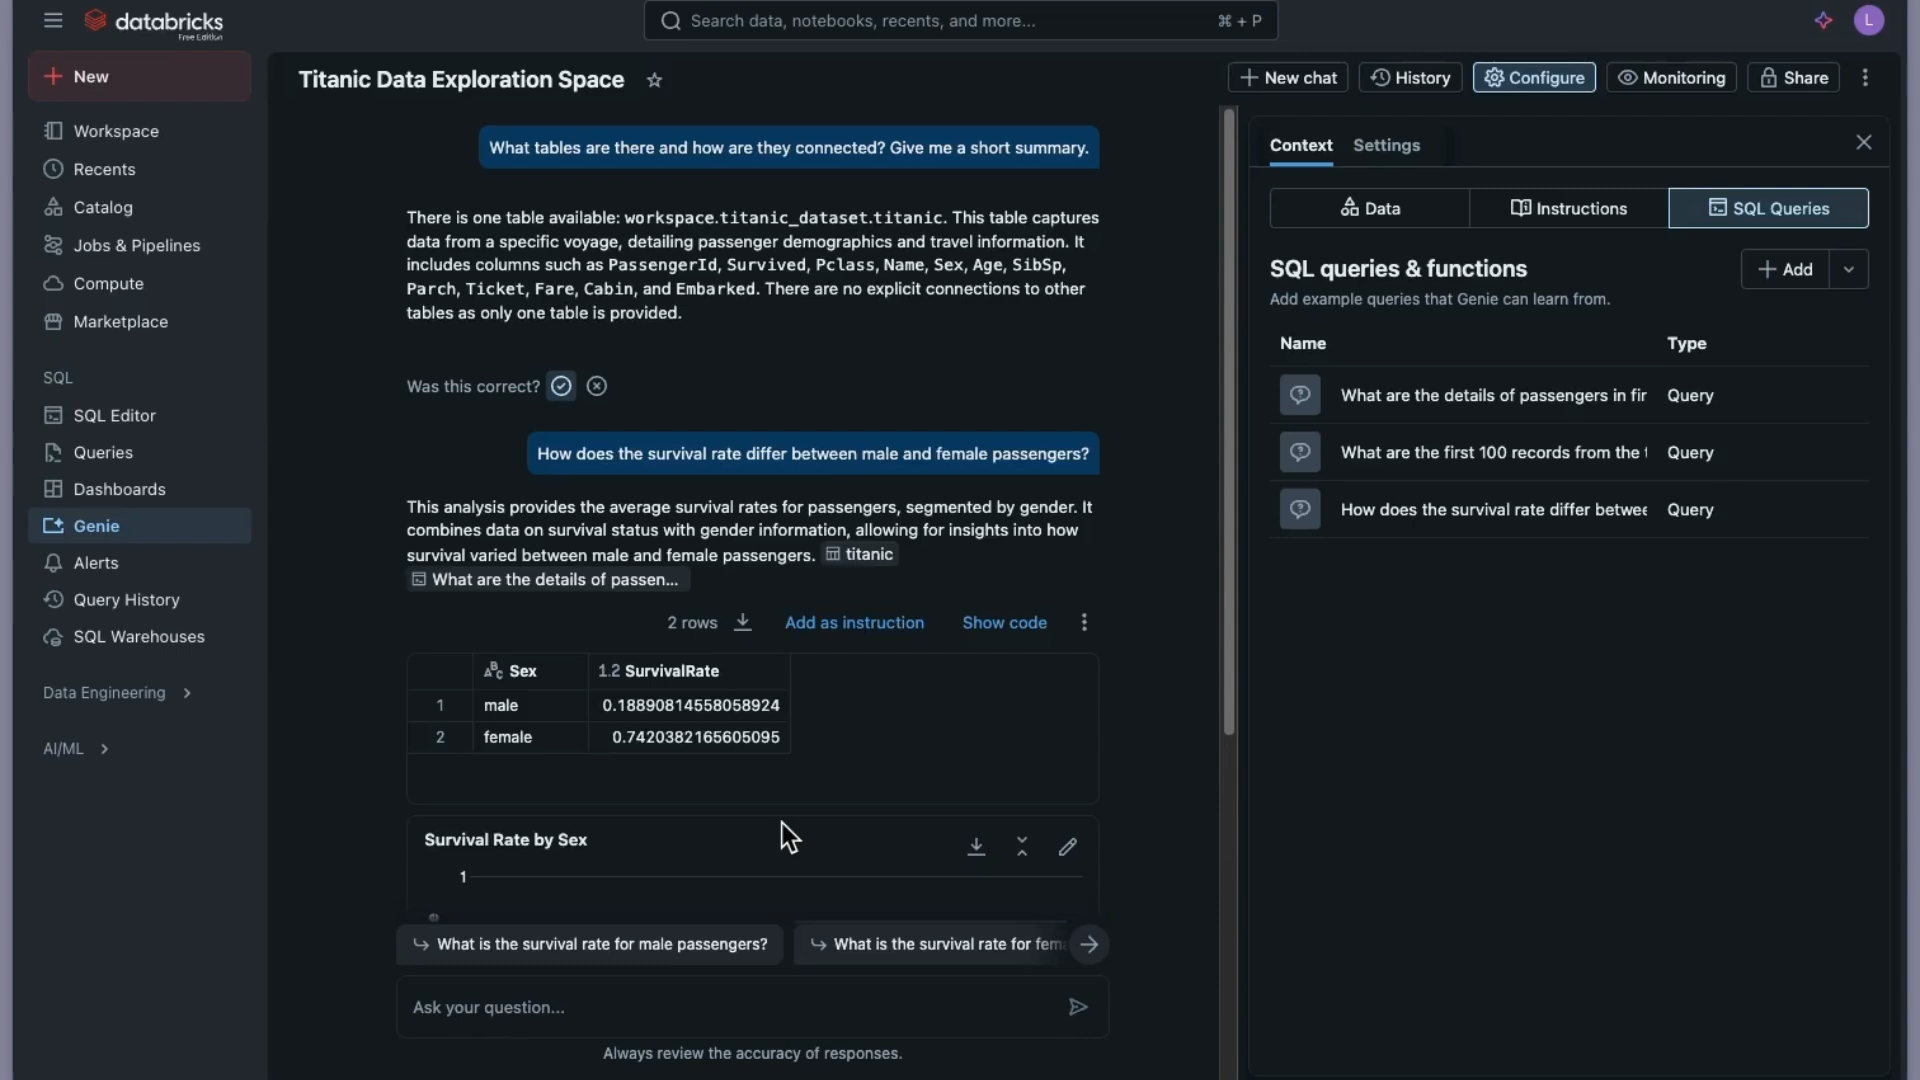 databricks
Free Edition
Search data, notebooks, recents, and more...
⌘ + P
L
New
Workspace
Recents
Catalog
Jobs & Pipelines
Compute
Marketplace
SQL
SQL Editor
Queries
Dashboards
Genie
Alerts
Query History
SQL Warehouses
Data Engineering
AI/ML
Titanic Data Exploration Space
New chat
History
Configure
Monitoring
Share
What tables are there and how are they connected? Give me a short summary.
There is one table available: workspace.titanic_dataset.titanic. This table captures
data from a specific voyage, detailing passenger demographics and travel information. It
includes columns such as PassengerId, Survived, Pclass, Name, Sex, Age, SibSp,
Parch, Ticket, Fare, Cabin, and Embarked. There are no explicit connections to other
tables as only one table is provided.
Was this correct?
How does the survival rate differ between male and female passengers?
This analysis provides the average survival rates for passengers, segmented by gender. It
combines data on survival status with gender information, allowing for insights into how
survival varied between male and female passengers. titanic
What are the details of passen...
2 rows
Add as instruction
Show code
ABC Sex
1.2 SurvivalRate
1 male 0.18890814558058924
2 female 0.7420382165605095
Survival Rate by Sex
1
What is the survival rate for male passengers?
What is the survival rate for fem
Ask your question...
Always review the accuracy of responses.
Context
Settings
Data
Instructions
SQL Queries
SQL queries & functions
Add
Add example queries that Genie can learn from.
Name
Type
What are the details of passengers in fir
Query
What are the first 100 records from the t
Query
How does the survival rate differ betwee
Query